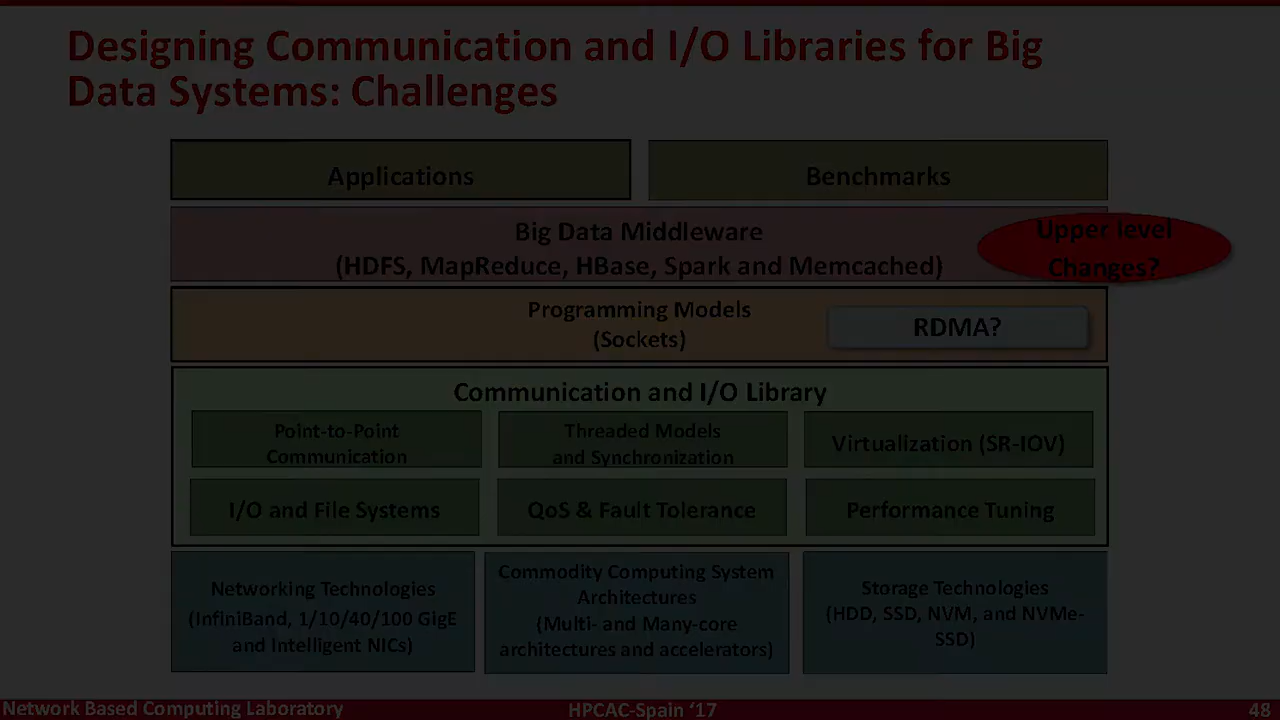 Designing Communication and I/O Libraries for Big
Data Systems: Challenges
Applications
Benchmarks
Big Data Middleware
(HDFS, MapReduce, HBase, Spark and Memcached)
Upper level
Changes?
Programming Models
(Sockets)
RDMA?
Communication and I/O Library
Point-to-Point
Communication
Threaded Models
and Synchronization
Virtualization (SR-IOV)
I/O and File Systems
QoS & Fault Tolerance
Performance Tuning
Networking Technologies
(InfiniBand, 1/10/40/100 GigE
and Intelligent NICs)
Commodity Computing System
Architectures
(Multi- and Many-core
architectures and accelerators)
Storage Technologies
(HDD, SSD, NVM, and NVMe-
SSD)
Network Based Computing Laboratory
HPCAC-Spain ‘17
48